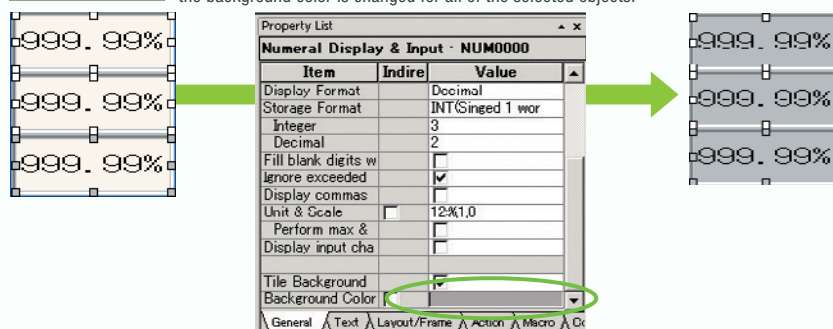 the background color is changed for all of the selected objects.
999.99%
999.99%
999.99%
Property List
Numeral Display & Input - NUM0000
Item Indire Value
Display Format Decimal
Storage Format INT(Singed 1 wor
Integer 3
Decimal 2
Fill blank digits w
Ignore exceeded
Display commas
Unit & Scale 12:%,1,0
Perform max &
Display input cha
Tile Background
Background Color
General Text Layout/Frame Action Macro
999.99%
999.99%
999.99%